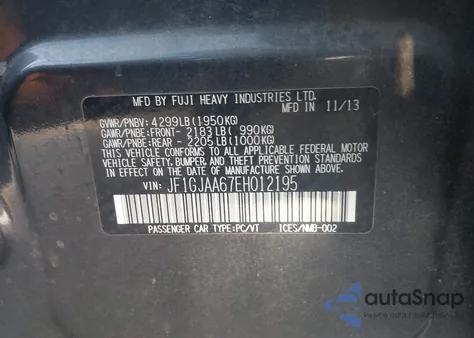 MFD BY FUJI HEAVY INDUSTRIES LTD.
MFD IN 11/13
GVWR/PNBV: 4299LB(1950KG)
GAWR/PNBE:FRONT- 2183LB( 990KG)
GAWR/PNBE:REAR - 2205LB(1000KG)
THIS VEHICLE CONFORMS TO ALL APPLICABLE FEDERAL MOTOR
VEHICLE SAFETY, BUMPER, AND THEFT PREVENTION STANDARDS
IN EFFECT ON THE DATE OF MANUFACTURE SHOWN ABOVE.
VIN: JF1GJAA67EH012195
PASSENGER CAR TYPE:PC/VT ICES/NMB-002
autoSnap